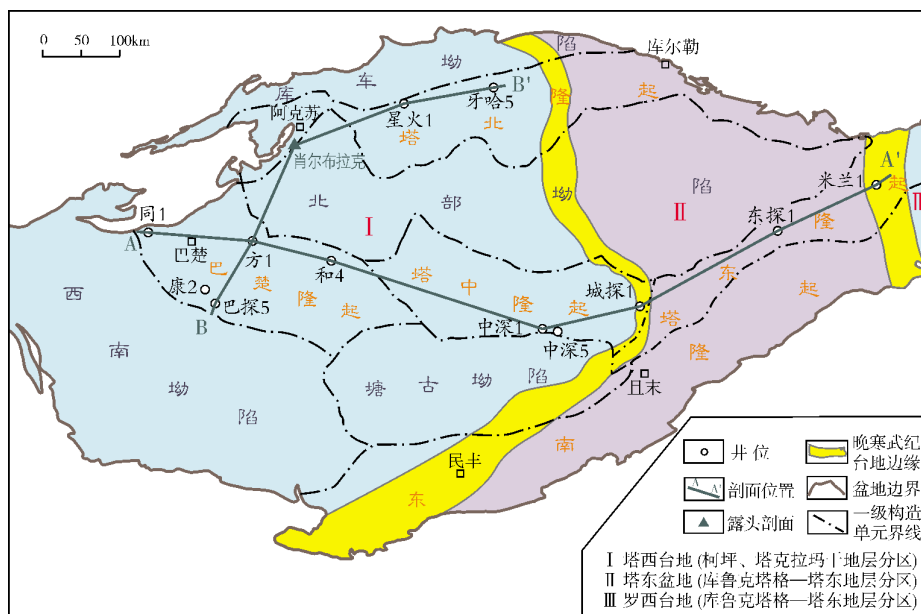 0 50 100km
陷
坳
车
库
库尔勒
阿克苏
B'
牙哈5
星火1
塔
北
隆
起
肖尔布拉克
A'
米兰1
起
Ⅲ
北
部
坳
陷
Ⅰ
Ⅱ
同1
A
巴楚
方1
东探1
隆
巴
楚
隆
起
和4
塔
中
隆
起
康2
巴探5
B
城探1
东
起
塔
隆
中深1
中深5
西
南
坳
陷
塘
古
坳
陷
且末
南
民丰
东
井 位
晚寒武纪
台地边缘
A A'
剖面位置
盆地边界
露头剖面
一级构造
单元界线
Ⅰ 塔西台地 (柯坪、塔克拉玛干地层分区)
Ⅱ 塔东盆地 (库鲁克塔格—塔东地层分区)
Ⅲ 罗西台地 (库鲁克塔格—塔东地层分区)